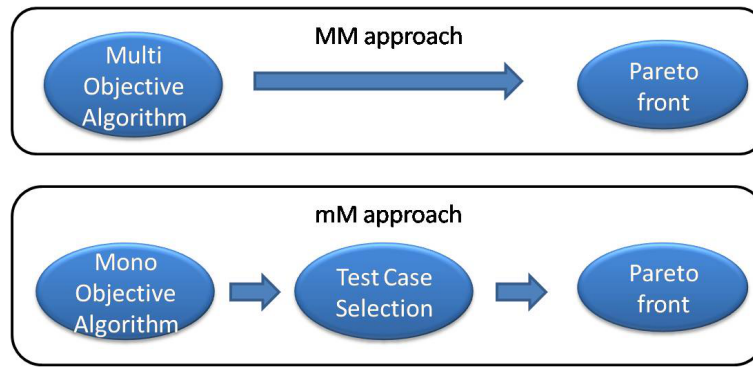 MM approach
Multi
Objective
Algorithm
Pareto
front
mM approach
Mono
Objective
Algorithm
Test Case
Selection
Pareto
front